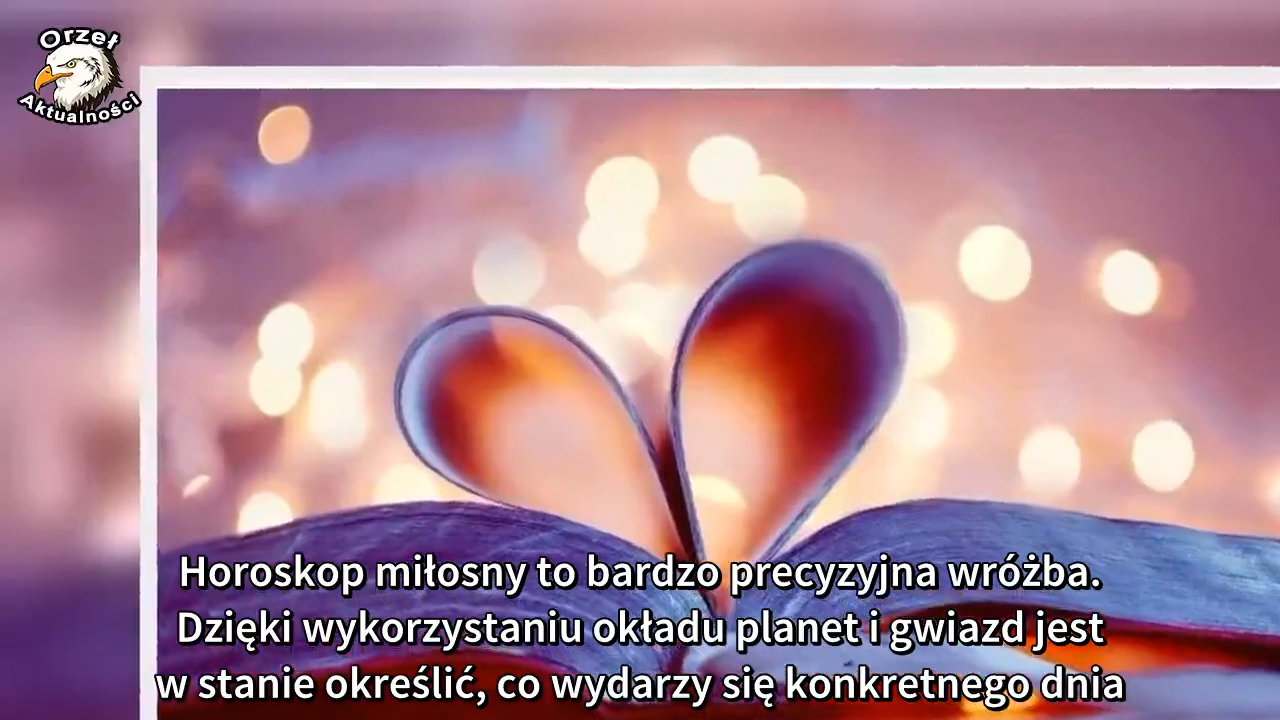 Orzeł
Aktualności
Horoskop miłosny to bardzo precyzyjna wróżba.
Dzięki wykorzystaniu okładu planet i gwiazd jest
w stanie określić, co wydarzy się konkretnego dnia